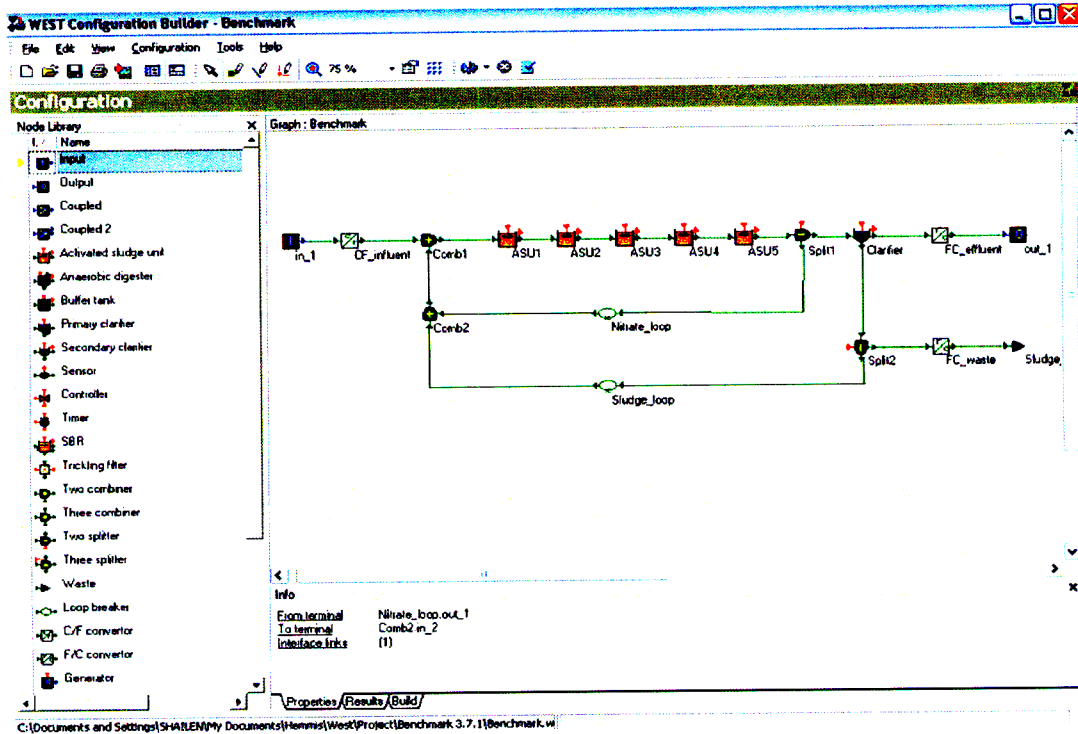 WEST Configuration Builder - Benchmark
File Edit View Configuration Tools Help
75 %
Configuration
Node Library
Graph : Benchmark
I. / Name
Input
Output
Coupled
Coupled 2
Activated sludge unit
Anaerobic digester
Buffer tank
Primary clarifier
Secondary clarifier
Sensor
Controller
Timer
SBR
Trickling filter
Two combiner
Three combiner
Two splitter
Three splitter
Waste
Loop breaker
C/F convertor
F/C convertor
Generator
in_1
CF_influent
Comb1
ASU1
ASU2
ASU3
ASU4
ASU5
Split1
Clarifier
FC_effluent
out_1
Comb2
Nitrate_loop
Split2
FC_waste
Sludge_
Sludge_loop
Info
From terminal Nitrate_loop.out_1
To terminal Comb2.in_2
Interface links (1)
Properties Results Build
C:\Documents and Settings\SHARLEN\My Documents\Hemmis\West\Project\Benchmark 3.7.1\Benchmark.w